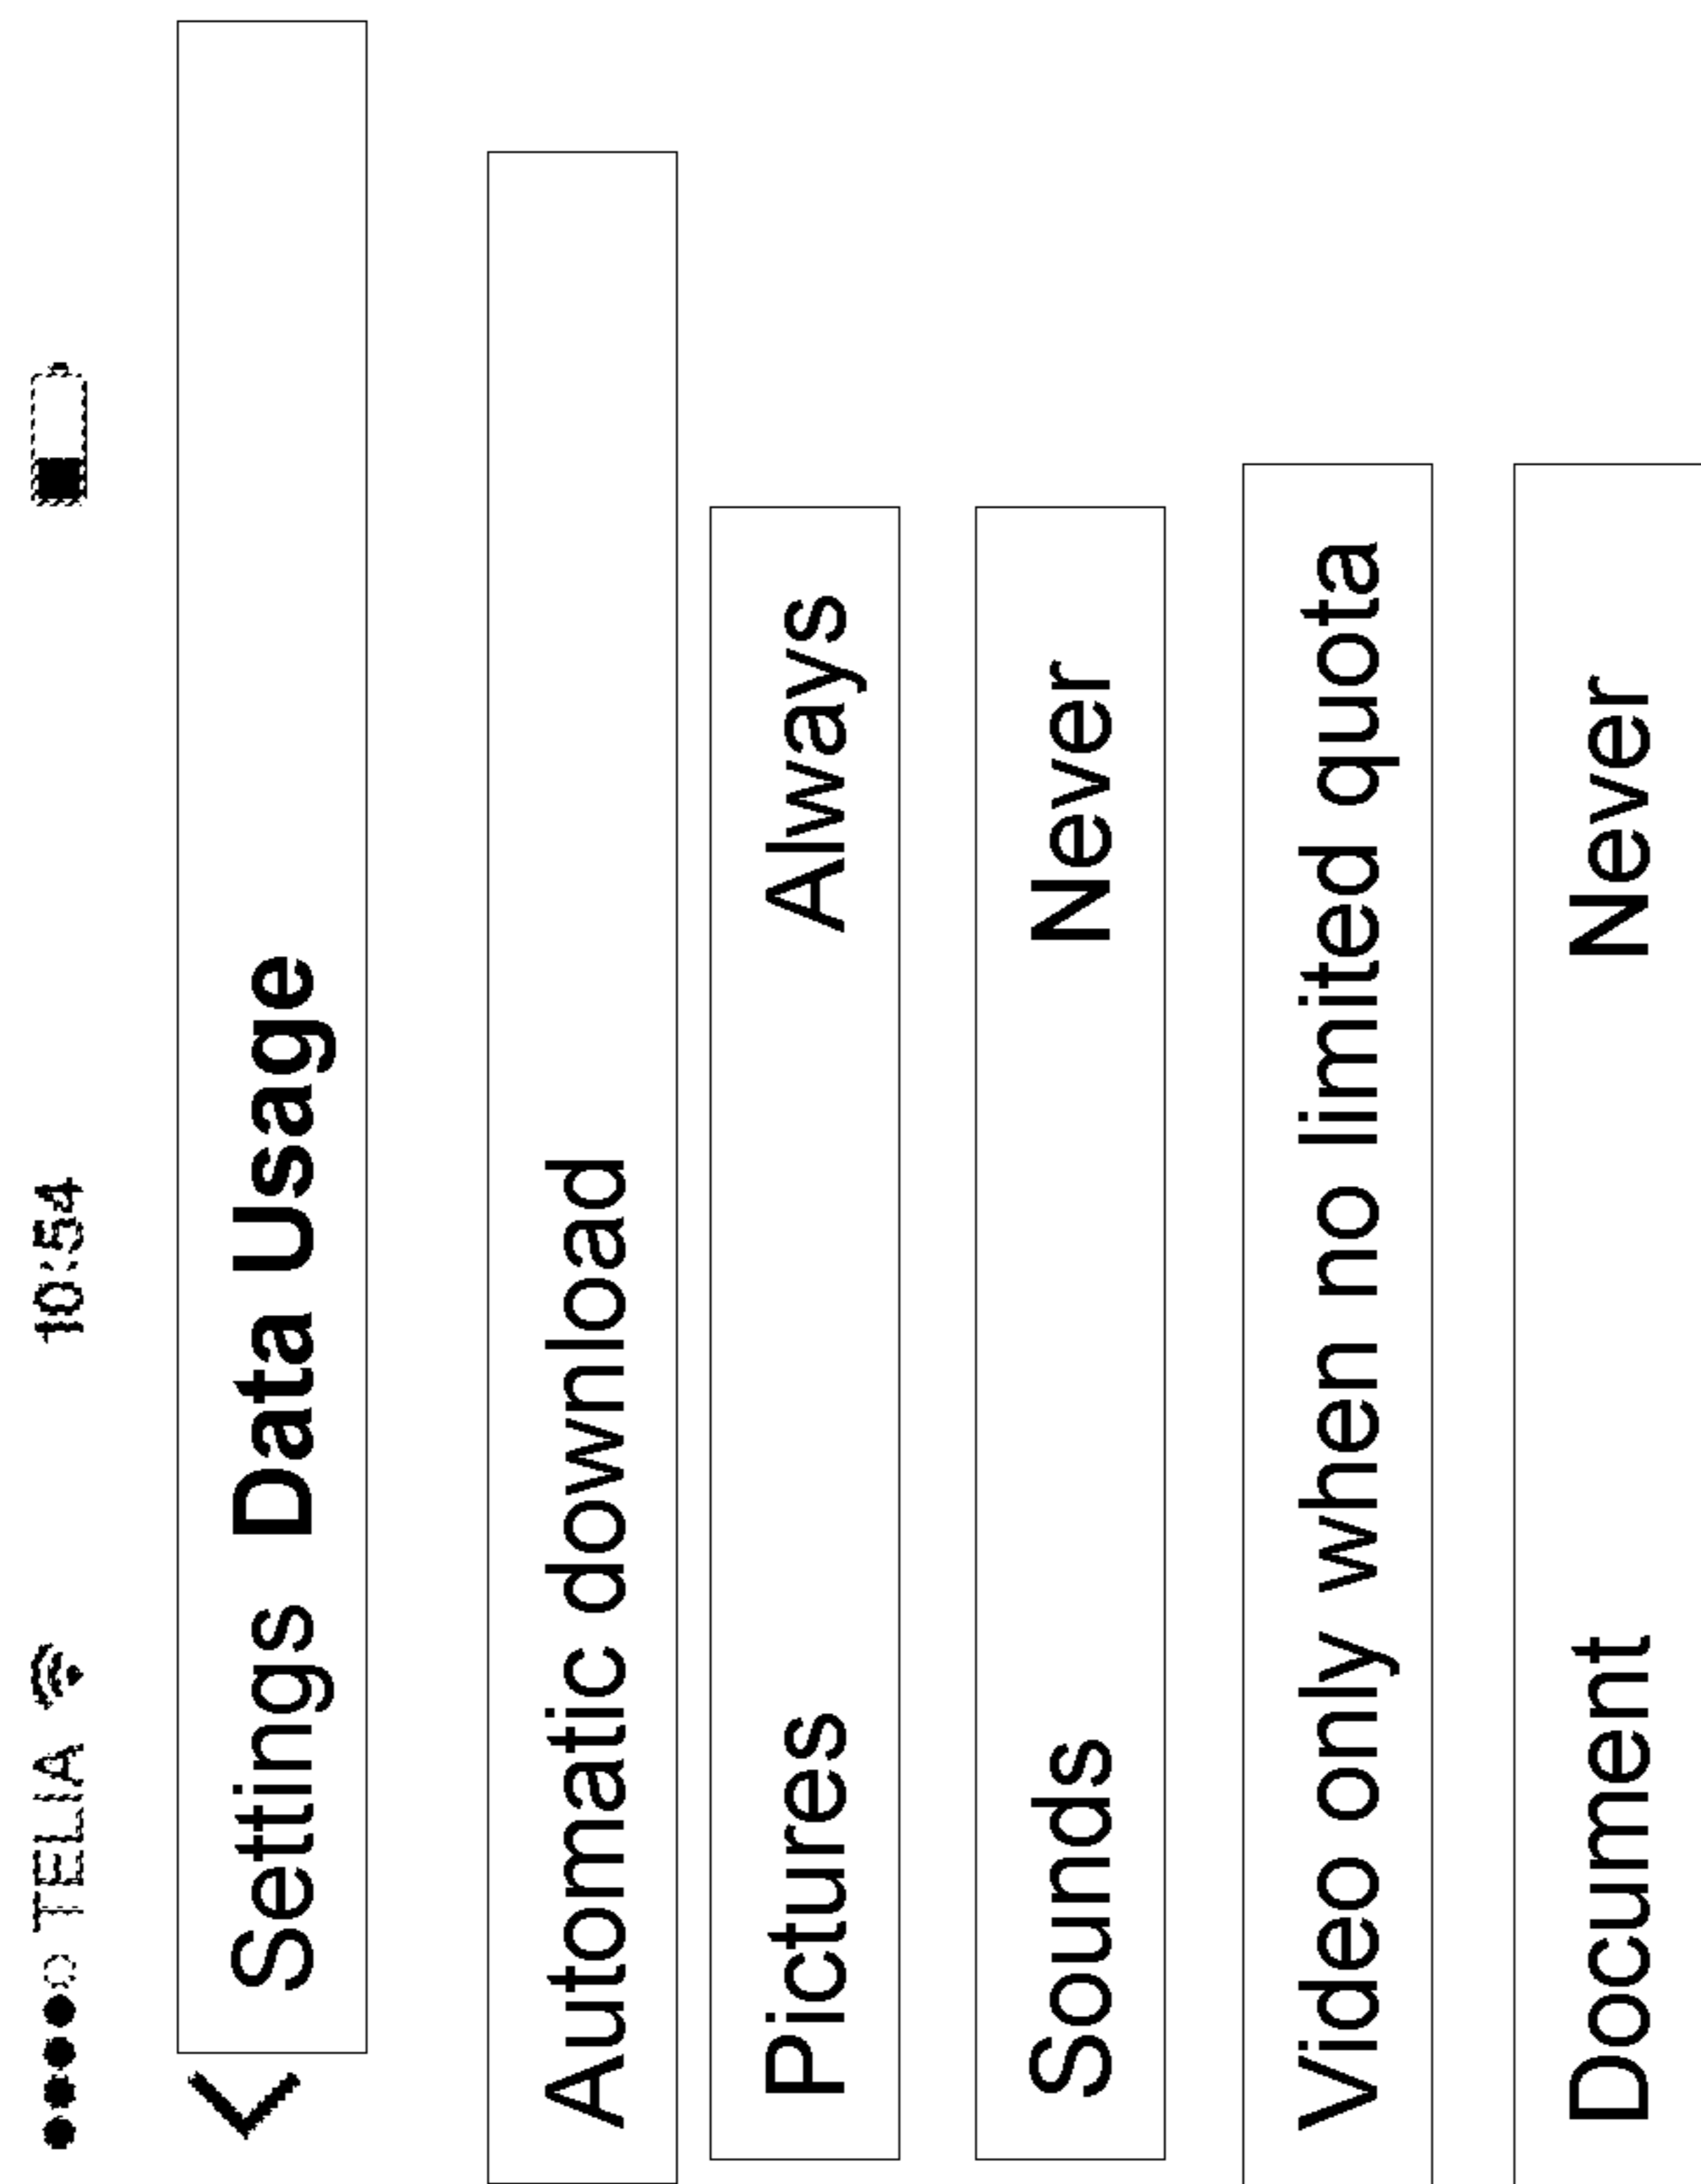 TELIA 10:54
Settings Data Usage
Automatic download
Pictures Always
Sounds Never
Video only when no limited quota
Document Never